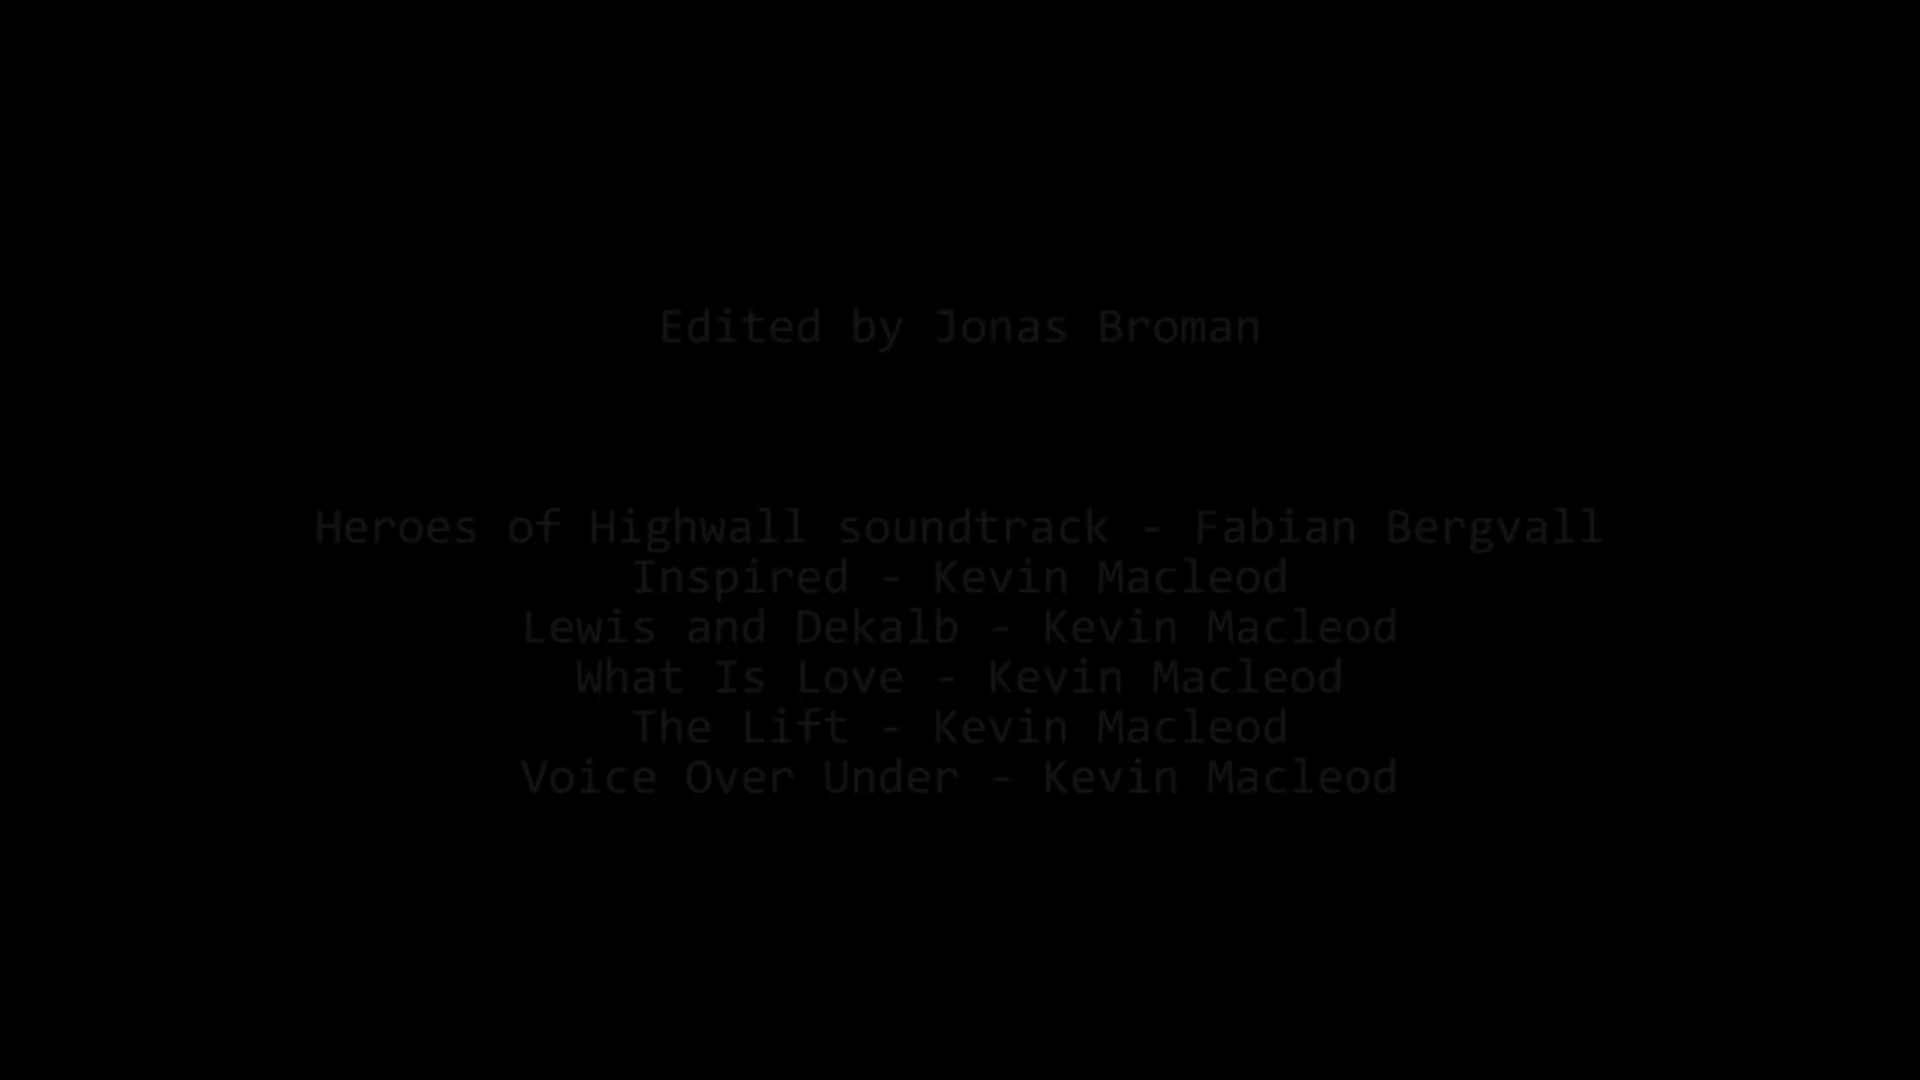 Edited by Jonas Broman
Heroes of Highwall soundtrack - Fabian Bergvall
Inspired - Kevin Macleod
Lewis and Dekalb - Kevin Macleod
What Is Love - Kevin Macleod
The Lift - Kevin Macleod
Voice Over Under - Kevin Macleod